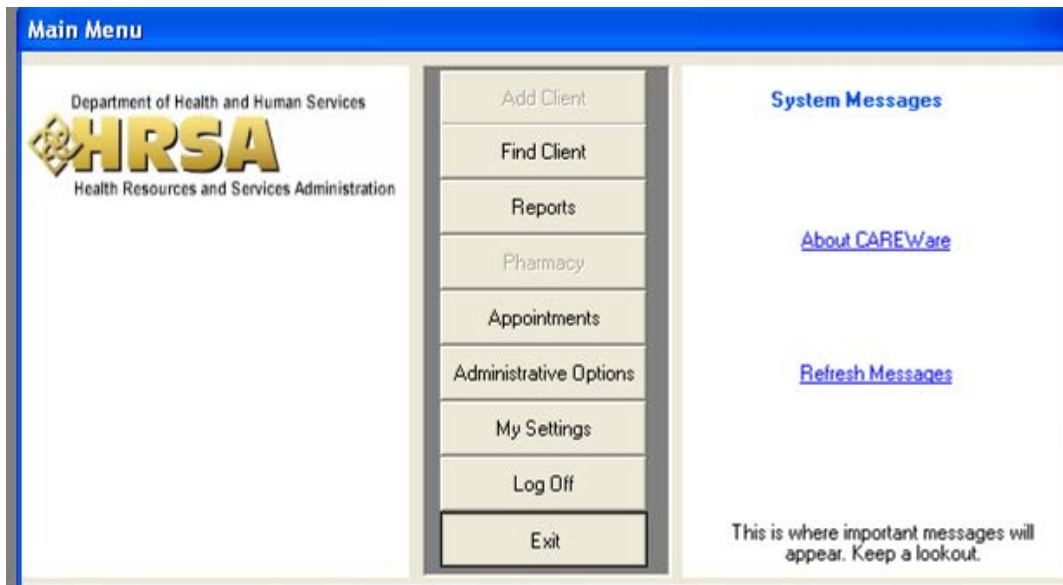 Main Menu
Department of Health and Human Services
HRSA
Health Resources and Services Administration
Add Client
Find Client
Reports
Pharmacy
Appointments
Administrative Options
My Settings
Log Off
Exit
System Messages
About CAREWare
Refresh Messages
This is where important messages will
appear. Keep a lookout.